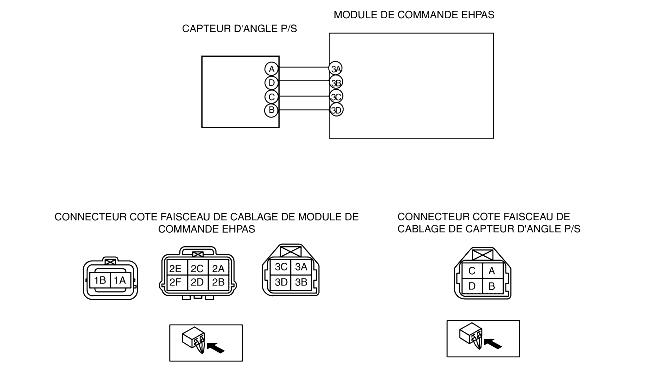 MODULE DE COMMANDE EHPAS
CAPTEUR D'ANGLE P/S
A 3A
D 3B
C 3C
B 3D
CONNECTEUR COTE FAISCEAU DE CABLAGE DE MODULE DE
COMMANDE EHPAS
CONNECTEUR COTE FAISCEAU DE
CABLAGE DE CAPTEUR D'ANGLE P/S
1B 1A
2E 2C 2A
2F 2D 2B
3C 3A
3D 3B
C A
D B